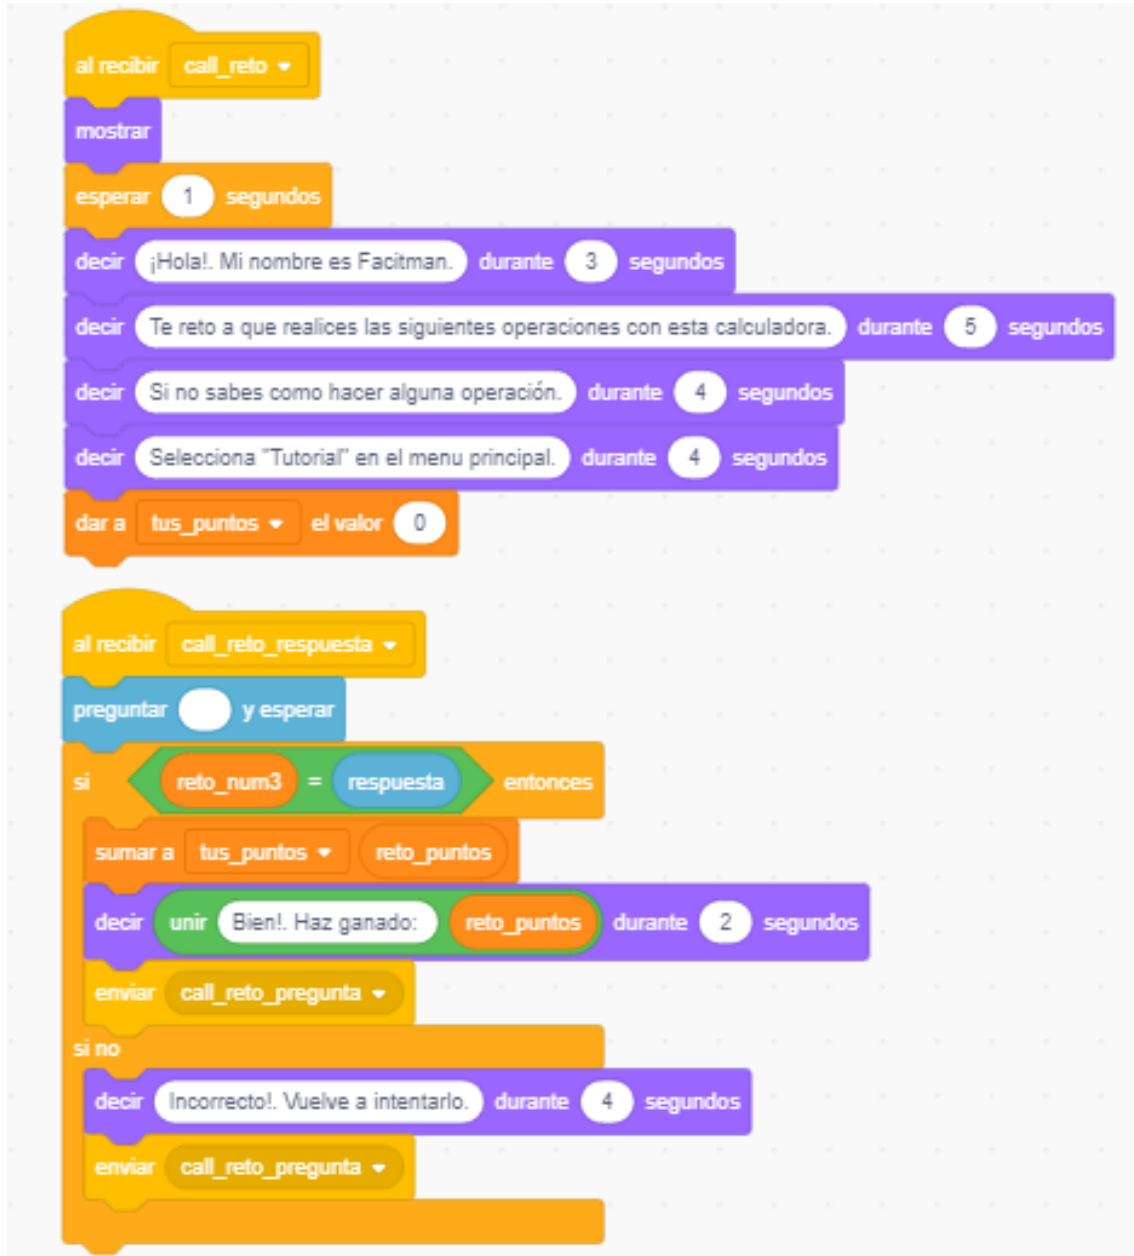 al recibir call_reto
mostrar
esperar 1 segundos
decir ¡Hola!. Mi nombre es Facitman. durante 3 segundos
decir Te reto a que realices las siguientes operaciones con esta calculadora. durante 5 segundos
decir Si no sabes como hacer alguna operación. durante 4 segundos
decir Selecciona "Tutorial" en el menu principal. durante 4 segundos
dar a tus_puntos el valor 0
al recibir call_reto_respuesta
preguntar y esperar
si reto_num3 = respuesta entonces
sumar a tus_puntos reto_puntos
decir unir Bien!. Haz ganado: reto_puntos durante 2 segundos
enviar call_reto_pregunta
si no
decir Incorrecto!. Vuelve a intentarlo. durante 4 segundos
enviar call_reto_pregunta